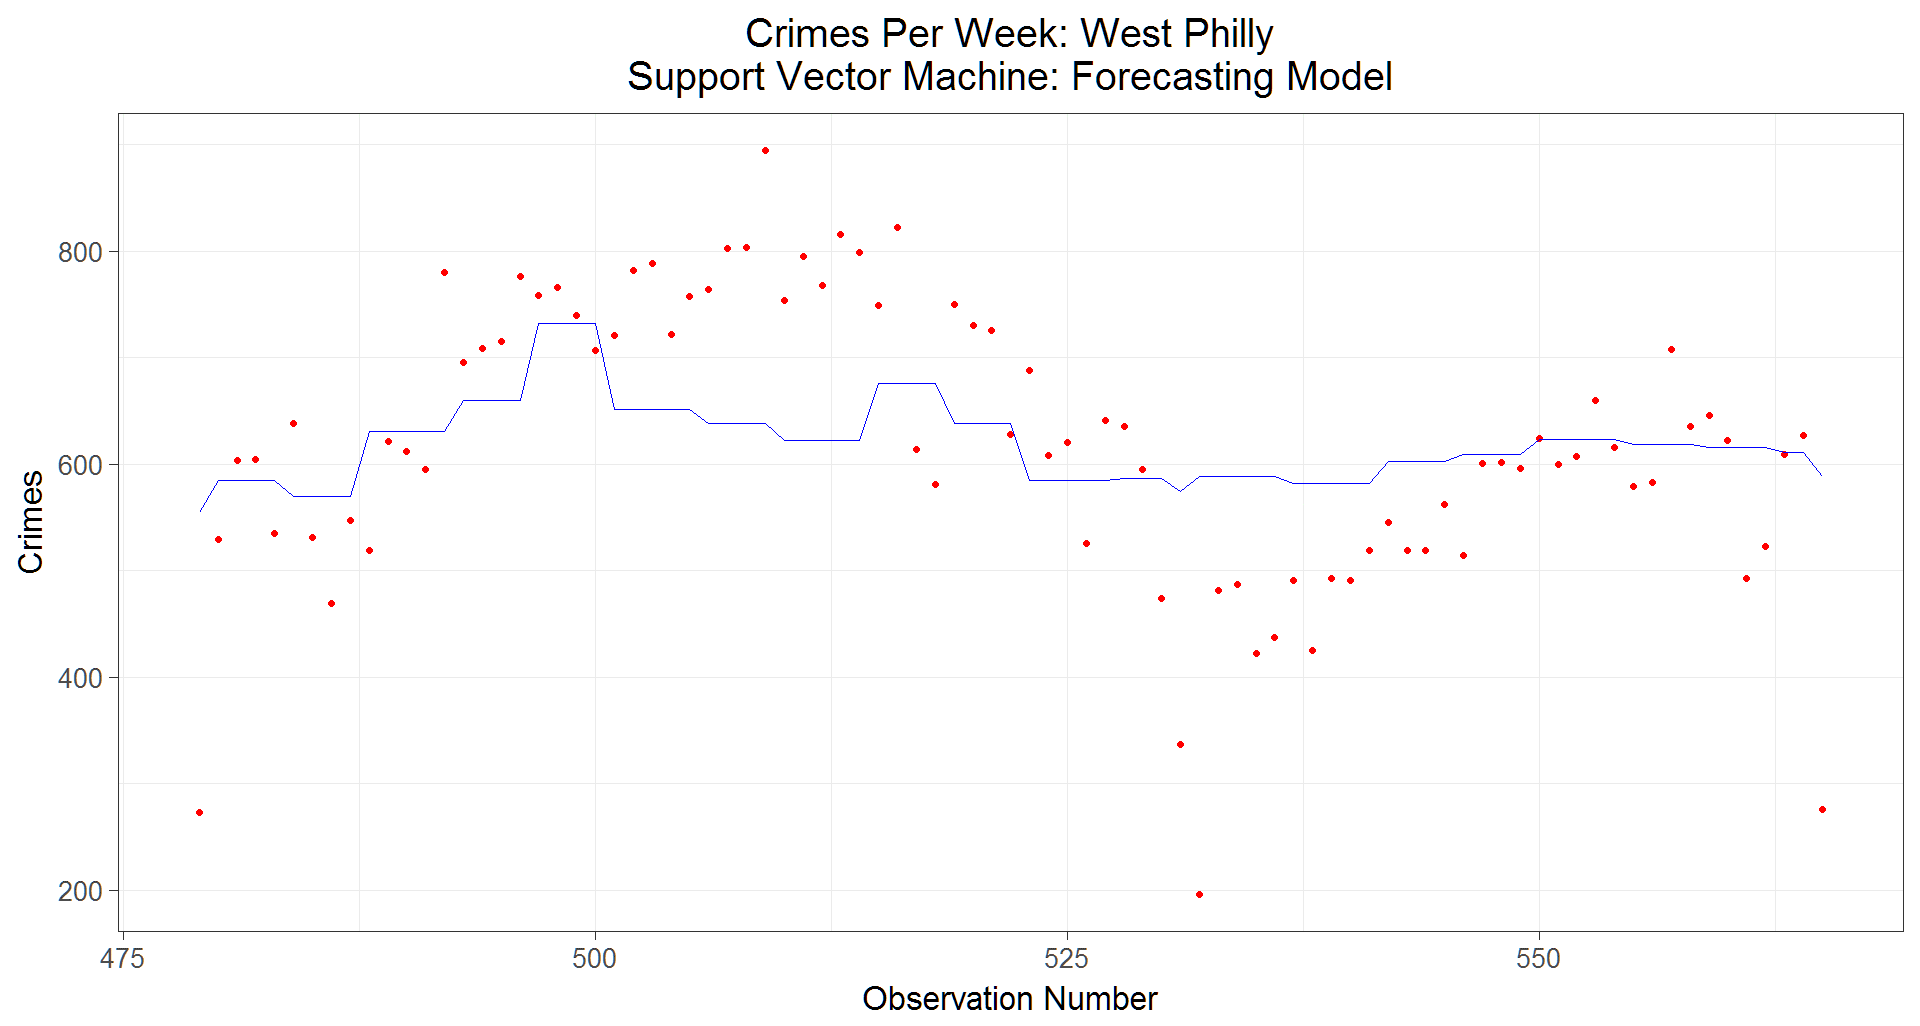 Crimes Per Week: West Philly
Support Vector Machine: Forecasting Model
Crimes
800
600
400
200
475
500
525
550
Observation Number